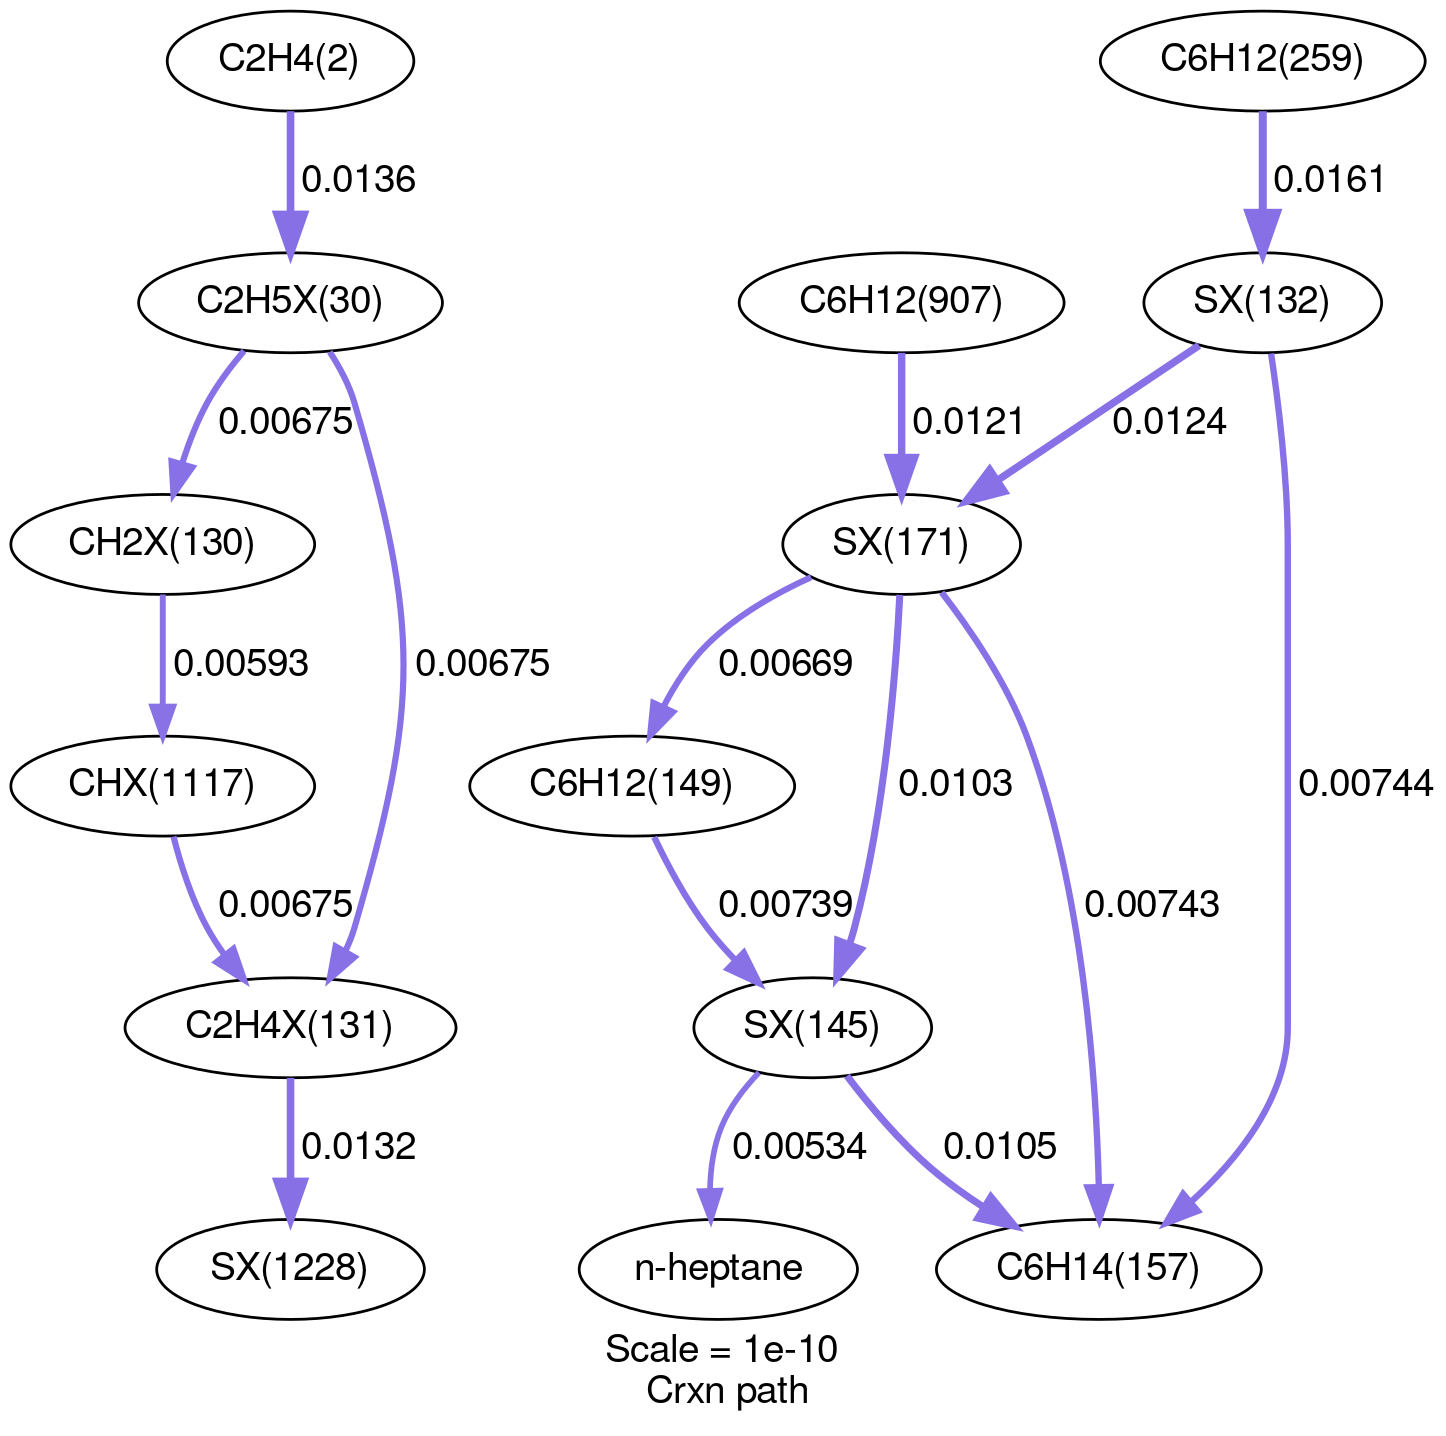 C2H4(2)
C6H12(259)
0.0136
0.0161
C2H5X(30)
C6H12(907)
SX(132)
0.00675
0.0121
0.0124
CH2X(130)
SX(171)
0.00593
0.00675
0.00669
CHX(1117)
C6H12(149)
0.0103
0.00744
0.00675
0.00739
0.00743
C2H4X(131)
SX(145)
0.0132
0.00534
0.0105
SX(1228)
n-heptane
C6H14(157)
Scale = 1e-10
Crxn path